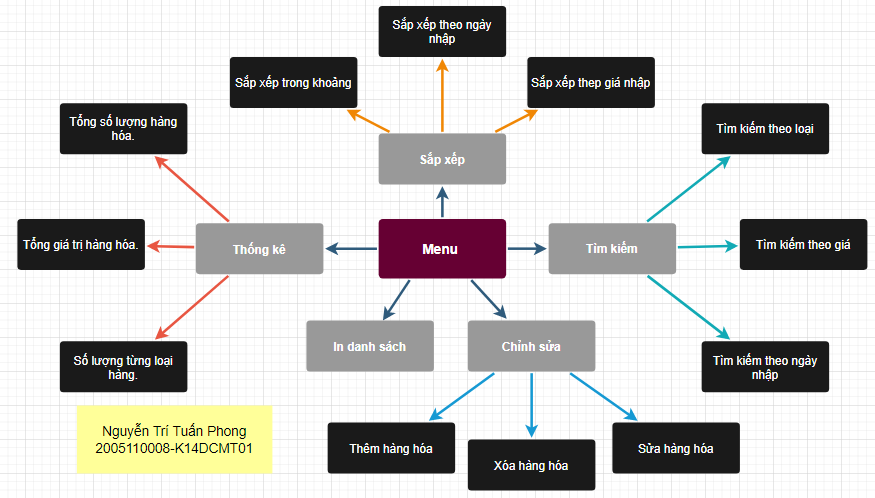 Sắp xếp theo ngày
nhập
Sắp xếp trong khoảng
Sắp xếp thep giá nhập
Tổng số lượng hàng
hóa.
Tìm kiếm theo loại
Sắp xếp
Tổng giá trị hàng hóa.
Thống kê
Menu
Tìm kiếm
Tìm kiếm theo giá
In danh sách
Chỉnh sửa
Số lượng từng loại
hàng.
Tìm kiếm theo ngày
nhập
Nguyễn Trí Tuấn Phong
2005110008-K14DCMT01
Thêm hàng hóa
Xóa hàng hóa
Sửa hàng hóa